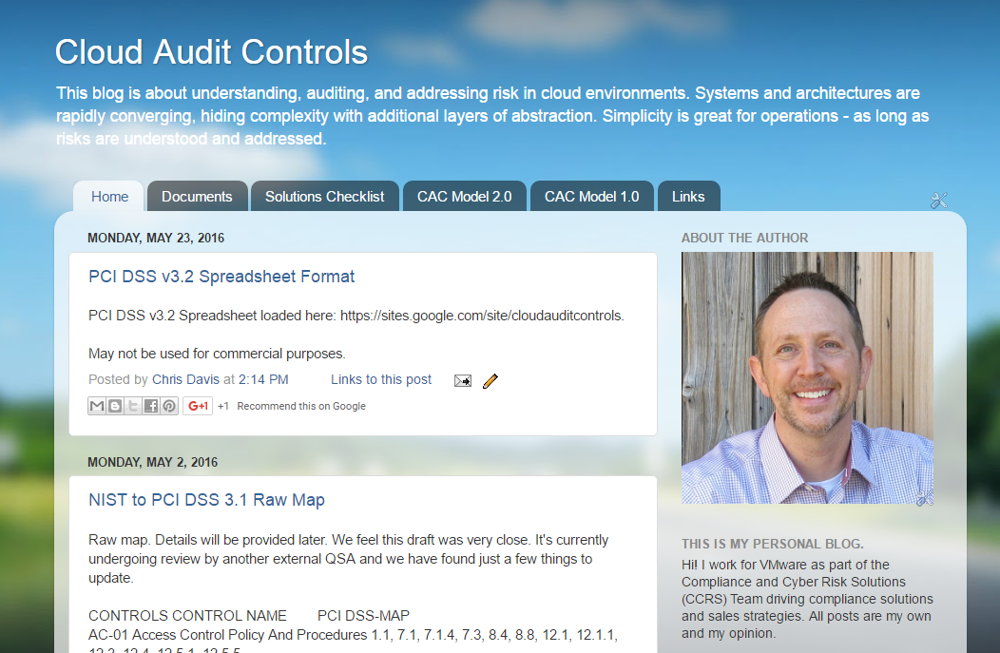 Cloud Audit Controls
This blog is about understanding, auditing, and addressing risk in cloud environments. Systems and architectures are
rapidly converging, hiding complexity with additional layers of abstraction. Simplicity is great for operations - as long as
risks are understood and addressed.
Home Documents Solutions Checklist CAC Model 2.0 CAC Model 1.0 Links
MONDAY, MAY 23, 2016
PCI DSS v3.2 Spreadsheet Format
PCI DSS v3.2 Spreadsheet loaded here: https://sites.google.com/site/cloudauditcontrols.
May not be used for commercial purposes.
Posted by Chris Davis at 2:14 PM Links to this post
G+1 +1 Recommend this on Google
MONDAY, MAY 2, 2016
NIST to PCI DSS 3.1 Raw Map
Raw map. Details will be provided later. We feel this draft was very close. It's currently
undergoing review by another external QSA and we have found just a few things to
update.
CONTROLS CONTROL NAME PCI DSS-MAP
AC-01 Access Control Policy And Procedures 1.1, 7.1, 7.1.4, 7.3, 8.4, 8.8, 12.1, 12.1.1,
12.3, 12.4, 12.5.1, 12.5.5
ABOUT THE AUTHOR
THIS IS MY PERSONAL BLOG.
Hi! I work for VMware as part of the
Compliance and Cyber Risk Solutions
(CCRS) Team driving compliance solutions
and sales strategies. All posts are my own
and my opinion.